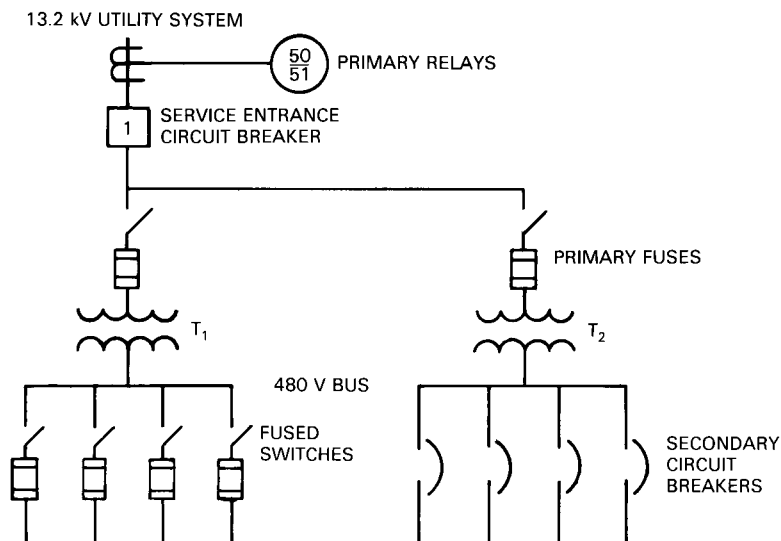 13.2 kV UTILITY SYSTEM
50
51
PRIMARY RELAYS
1
SERVICE ENTRANCE
CIRCUIT BREAKER
PRIMARY FUSES
T1
T2
480 V BUS
FUSED
SWITCHES
SECONDARY
CIRCUIT
BREAKERS